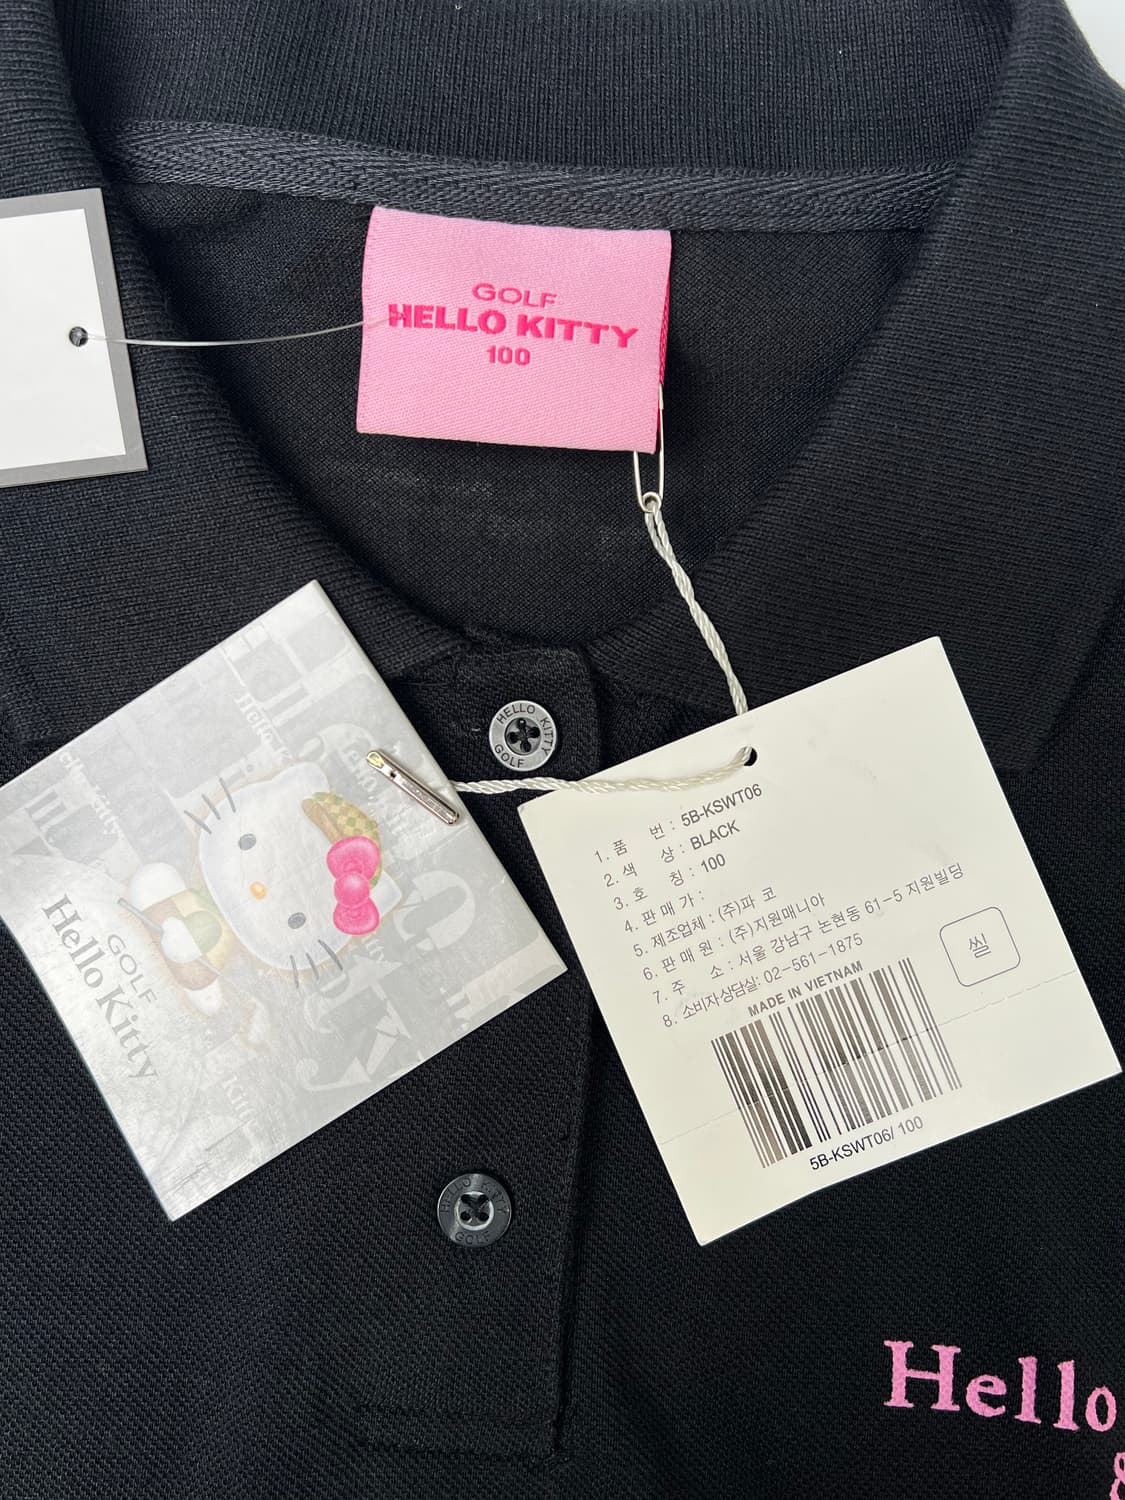 GOLF
HELLO KITTY
100
HELLO KITTY
GOLF
GOLF
Hello Kitty
1. 품 번 : 5B-KSWT06
2. 색 상 : BLACK
3. 호 칭 : 100
4. 판 매 가 :
5. 제조업체 : (주)파 코
6. 판 매 원 : (주)지원매니아
7. 주 소 : 서울 강남구 논현동 61-5 지원빌딩
8. 소비자상담실: 02-561-1875
MADE IN VIETNAM
씰
5B-KSWT06/ 100
HELLO KITTY
GOLF
Hello
&